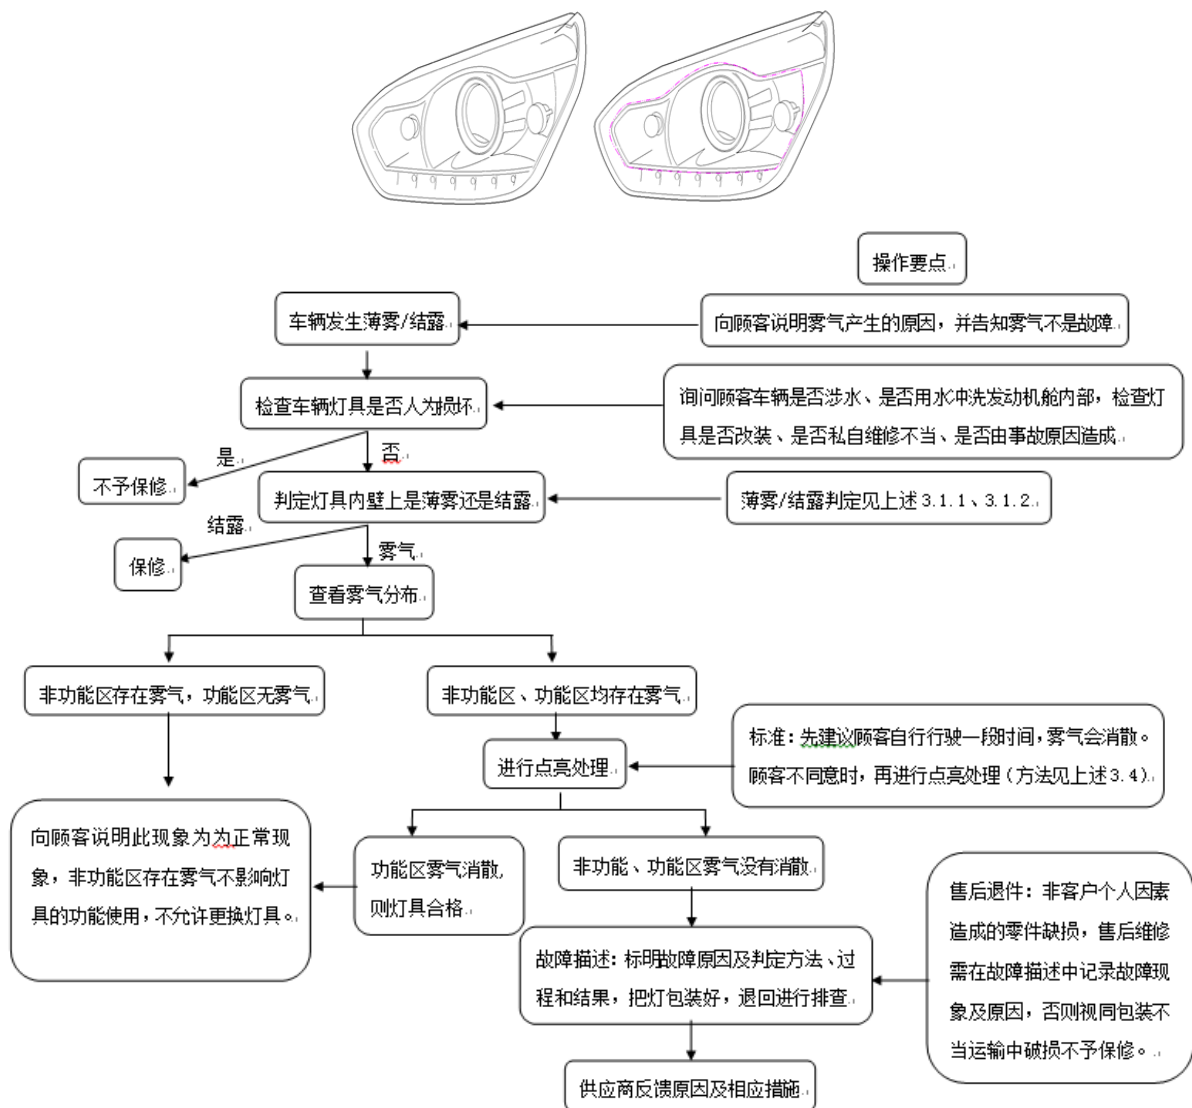 操作要点
车辆发生薄雾/结露
向顾客说明雾气产生的原因，并告知雾气不是故障
检查车辆灯具是否人为损坏
询问顾客车辆是否涉水、是否用水冲洗发动机舱内部，检查灯
具是否改装、是否私自维修不当、是否由事故原因造成
是
否
不予保修
判定灯具内壁上是薄雾还是结露
薄雾/结露判定见上述3.1.1、3.1.2
结露
雾气
保修
查看雾气分布
非功能区存在雾气，功能区无雾气
非功能区、功能区均存在雾气
进行点亮处理
标准：先建议顾客自行行驶一段时间，雾气会消散。
顾客不同意时，再进行点亮处理（方法见上述3.4）
向顾客说明此现象为为正常现
象，非功能区存在雾气不影响灯
具的功能使用，不允许更换灯具。
功能区雾气消散，
则灯具合格
非功能、功能区雾气没有消散
故障描述：标明故障原因及判定方法、过
程和结果，把灯包装好，退回进行排查
售后退件：非客户个人因素
造成的零件缺损，售后维修
需在故障描述中记录故障现
象及原因，否则视同包装不
当运输中破损不予保修。
供应商反馈原因及相应措施